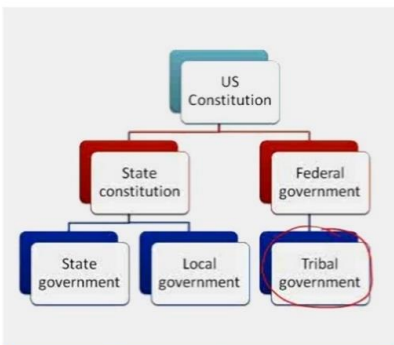 US
Constitution
State
constitution
Federal
government
State
government
Local
government
Tribal
government